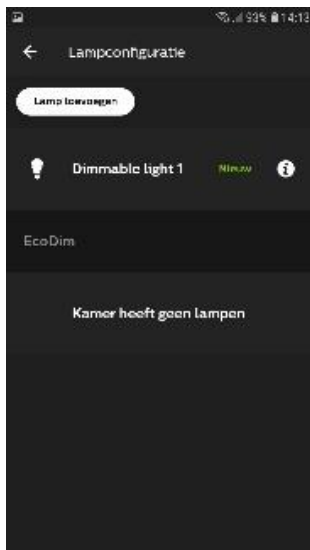 93% 14:13
Lampconfiguratie
Lamp toevoegen
Dimmable light 1 Nieuw
EcoDim
Kamer heeft geen lampen